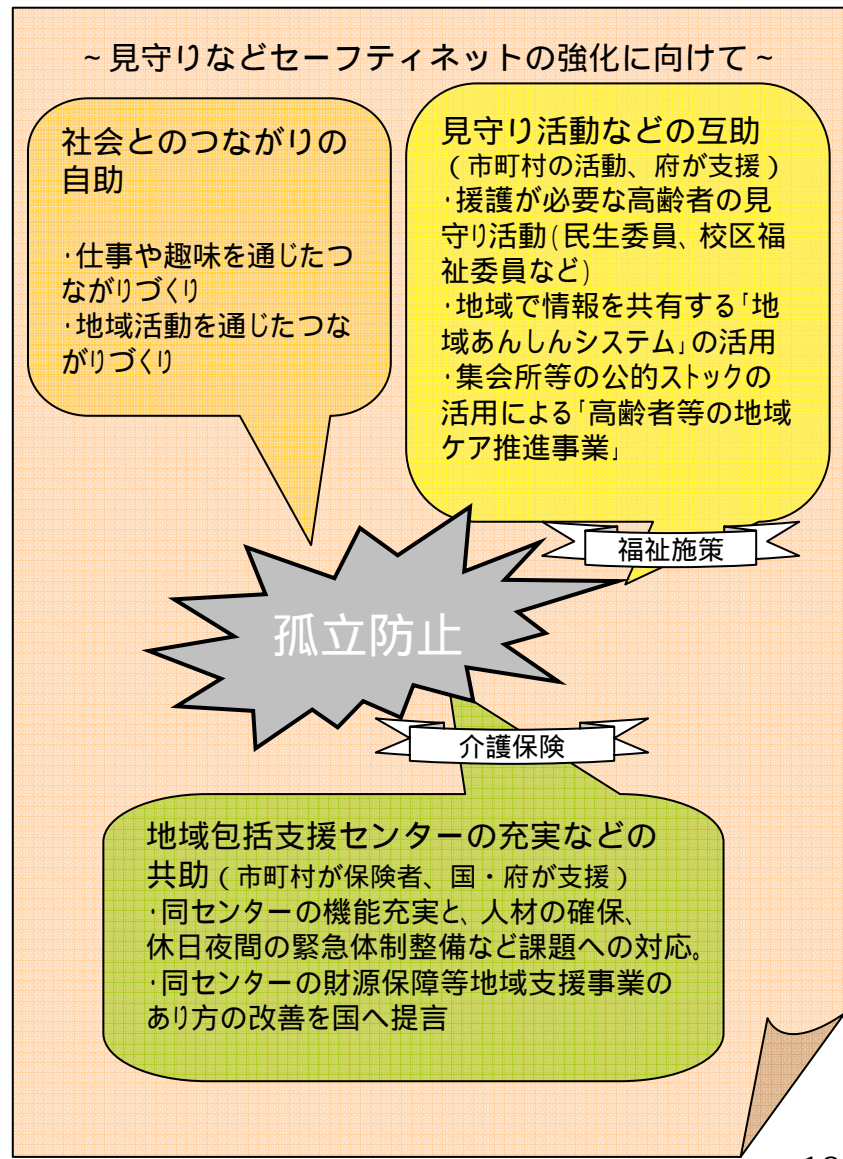 ~見守りなどセーフティネットの強化に向けて~
社会とのつながりの
自助
・仕事や趣味を通じたつ
ながりづくり
・地域活動を通じたつな
がりづくり
見守り活動などの互助
(市町村の活動、府が支援)
・援護が必要な高齢者の見
守り活動(民生委員、校区福
祉委員など)
・地域で情報を共有する「地
域あんしんシステム」の活用
・集会所等の公的ストックの
活用による「高齢者等の地域
ケア推進事業」
福祉施策
孤立防止
介護保険
地域包括支援センターの充実などの
共助(市町村が保険者、国・府が支援)
・同センターの機能充実と、人材の確保、
休日夜間の緊急体制整備など課題への対応。
・同センターの財源保障等地域支援事業の
あり方の改善を国へ提言